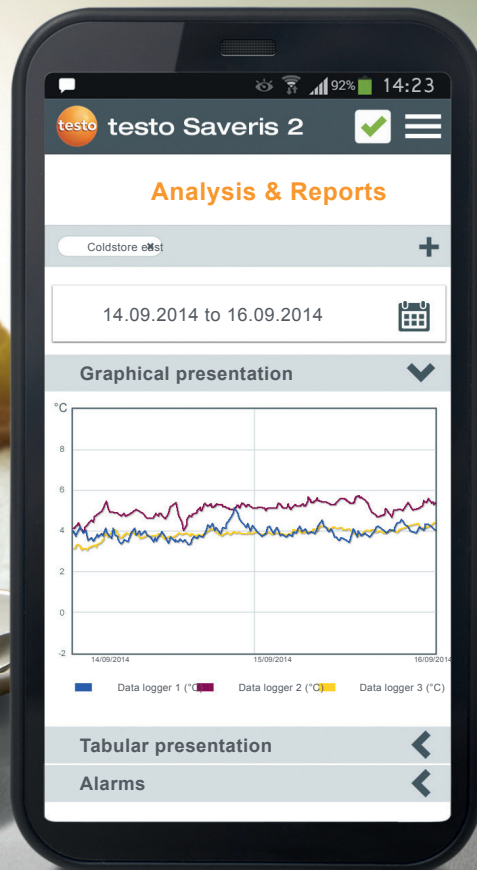 92% 14:23
testo testo Saveris 2
Analysis & Reports
Coldstore east
14.09.2014 to 16.09.2014
Graphical presentation
°C
8
6
4
2
0
-2
14/09/2014 15/09/2014 16/09/2014
Data logger 1 (°C) Data logger 2 (°C) Data logger 3 (°C)
Tabular presentation
Alarms